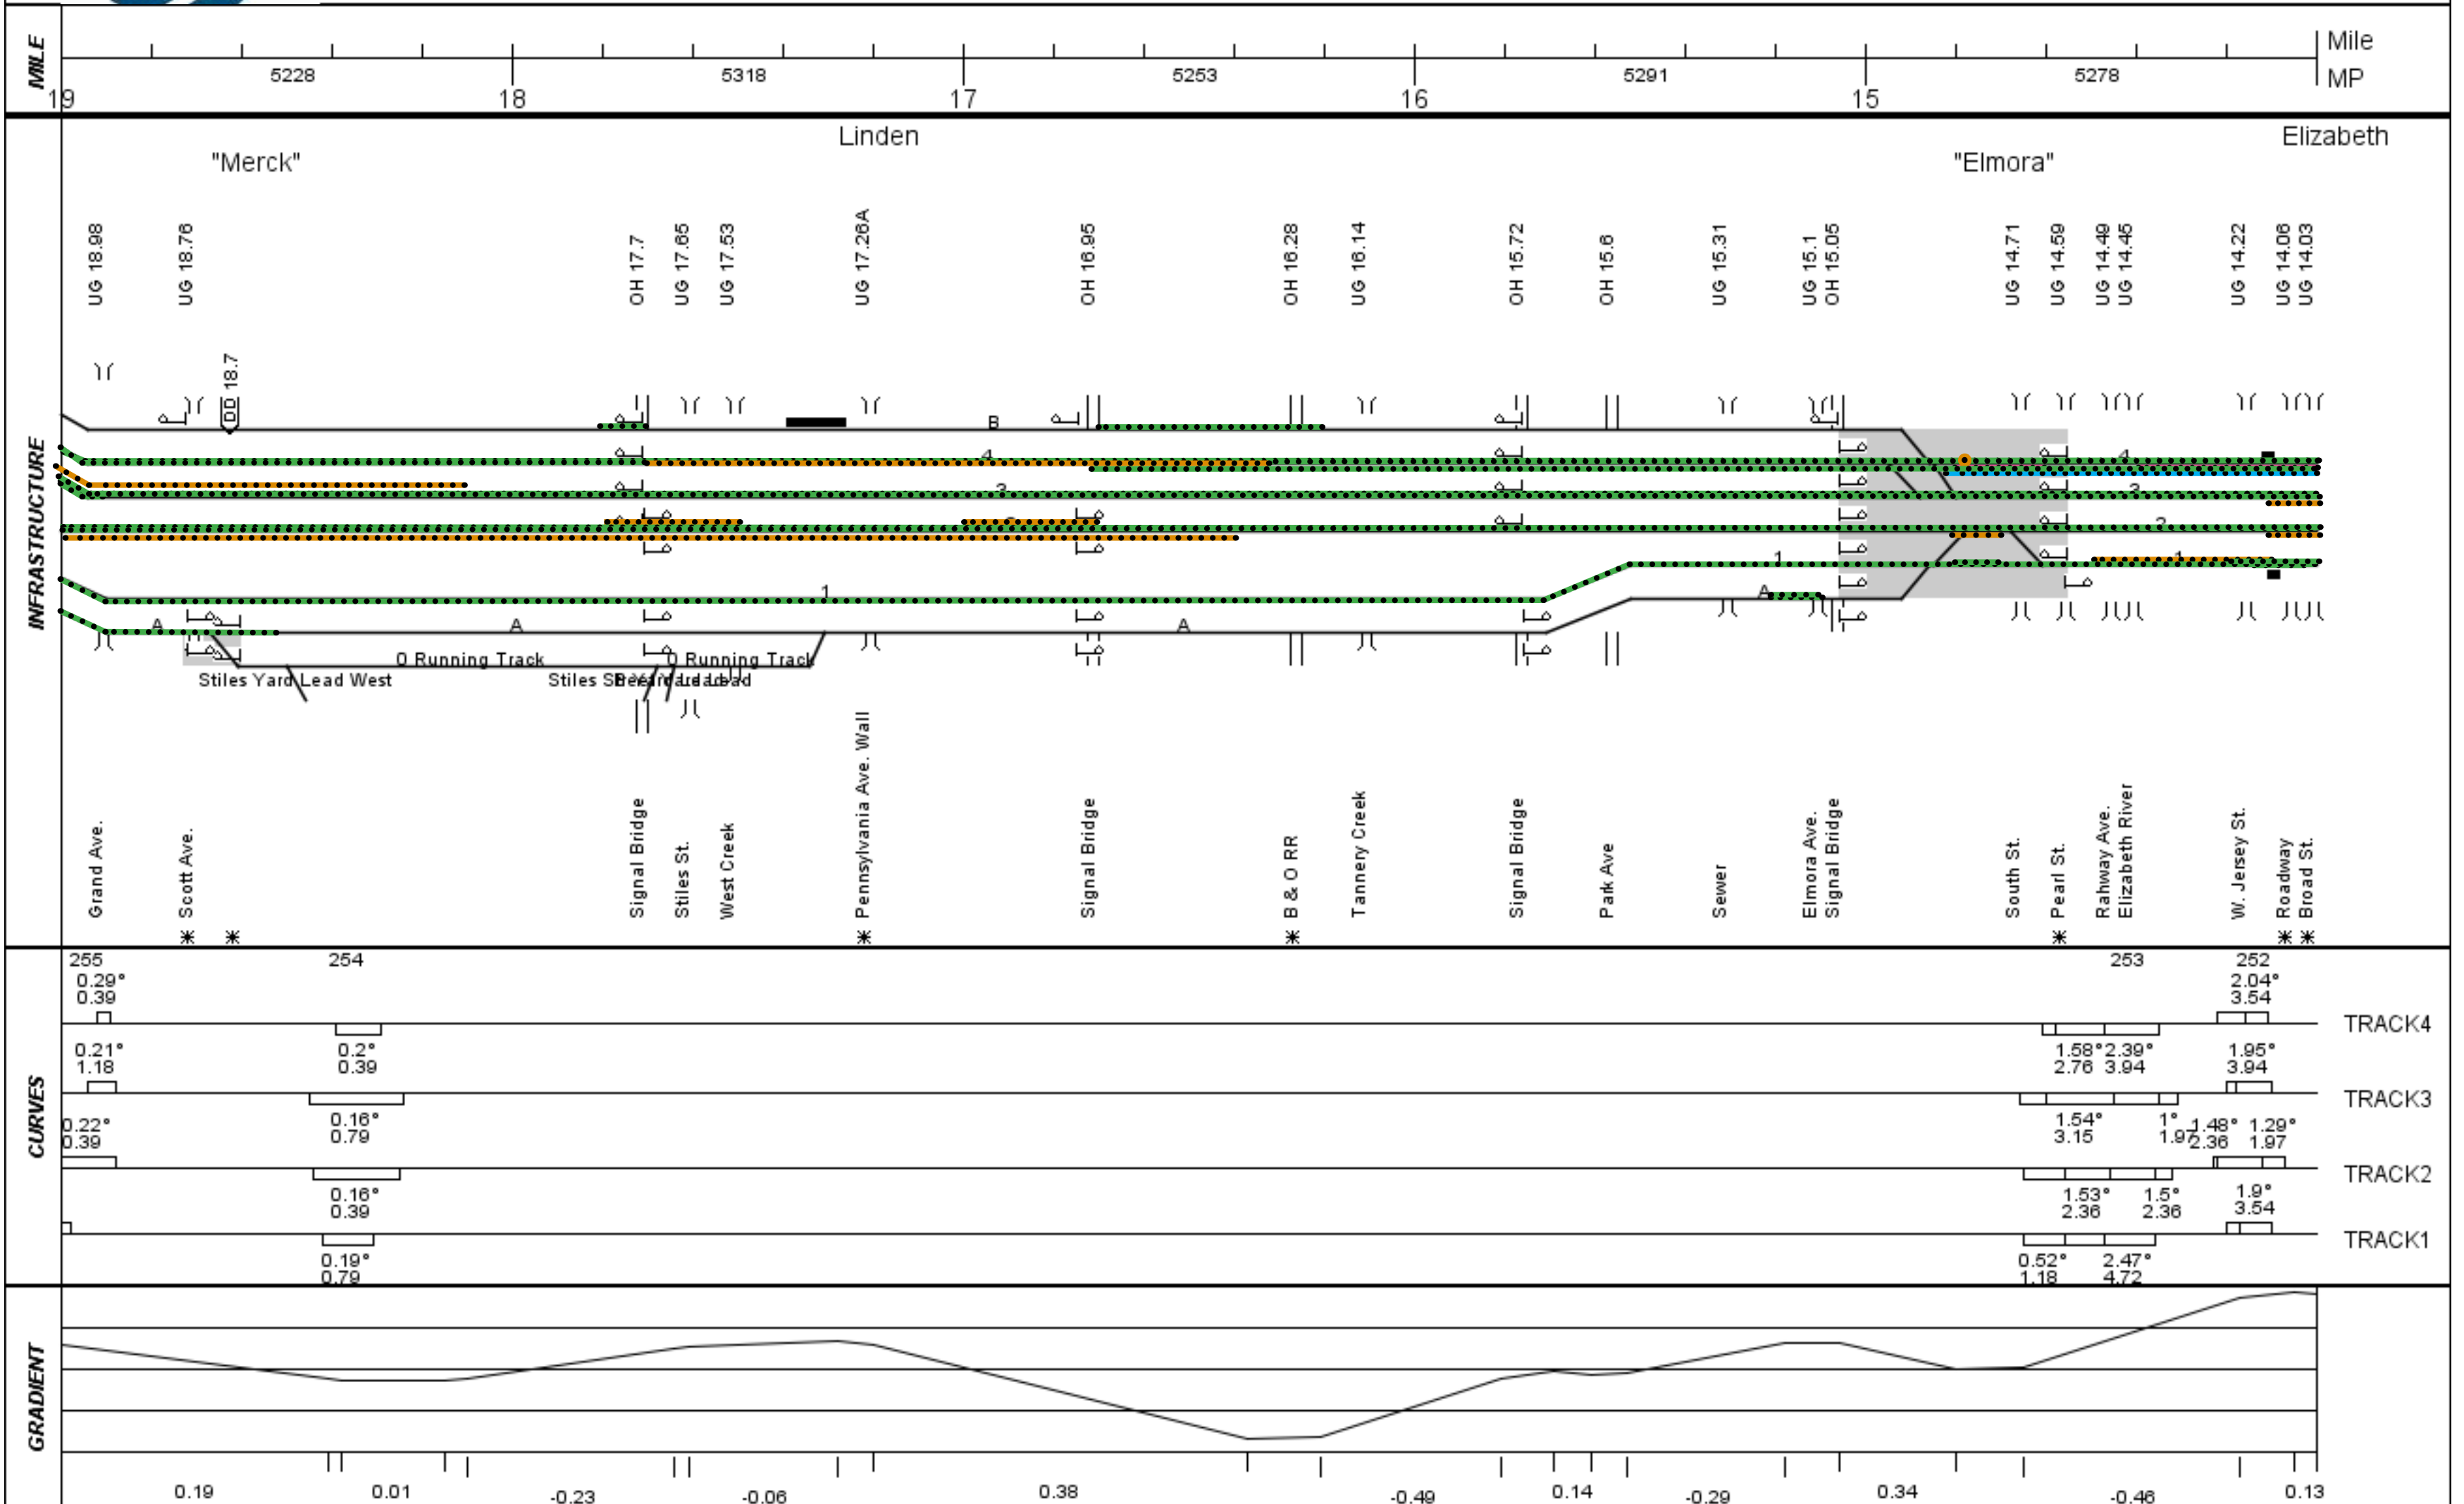 MILE
Mile
5228
5318
5253
5291
5278
MP
19
18
17
16
15
Linden
Elizabeth
"Merck"
"Elmora"
UG 18.98
UG 18.76
OH 17.7
UG 17.65
UG 17.53
UG 17.26A
OH 16.95
OH 16.28
UG 16.14
OH 15.72
OH 15.6
UG 15.31
UG 15.1
OH 15.05
UG 14.71
UG 14.59
UG 14.49
UG 14.45
UG 14.22
UG 14.06
UG 14.03
DD 18.7
INFRASTRUCTURE
B
4
4
3
3
2
1
1
1
A
A
A
A
O Running Track
O Running Track
Stiles Yard Lead West
Stiles
Grand Ave.
Scott Ave.
Signal Bridge
Stiles St.
West Creek
Pennsylvania Ave. Wall
Signal Bridge
B & O RR
Tannery Creek
Signal Bridge
Park Ave
Sewer
Elmora Ave.
Signal Bridge
South St.
Pearl St.
Rahway Ave.
Elizabeth River
W. Jersey St.
Roadway
Broad St.
* * * * * * *
CURVES
255
254
253
252
0.29°
0.39
2.04°
3.54
TRACK4
0.21°
1.18
0.2°
0.39
1.58° 2.39°
2.76 3.94
1.95°
3.94
TRACK3
0.22°
0.39
0.16°
0.79
1.54°
3.15
1°
1.97
1.48°
2.36
1.29°
1.97
TRACK2
0.16°
0.39
1.53°
2.36
1.5°
2.36
1.9°
3.54
TRACK1
0.19°
0.79
0.52°
1.18
2.47°
4.72
GRADIENT
0.19
0.01
-0.23
-0.06
0.38
-0.49
0.14
-0.29
0.34
-0.46
0.13